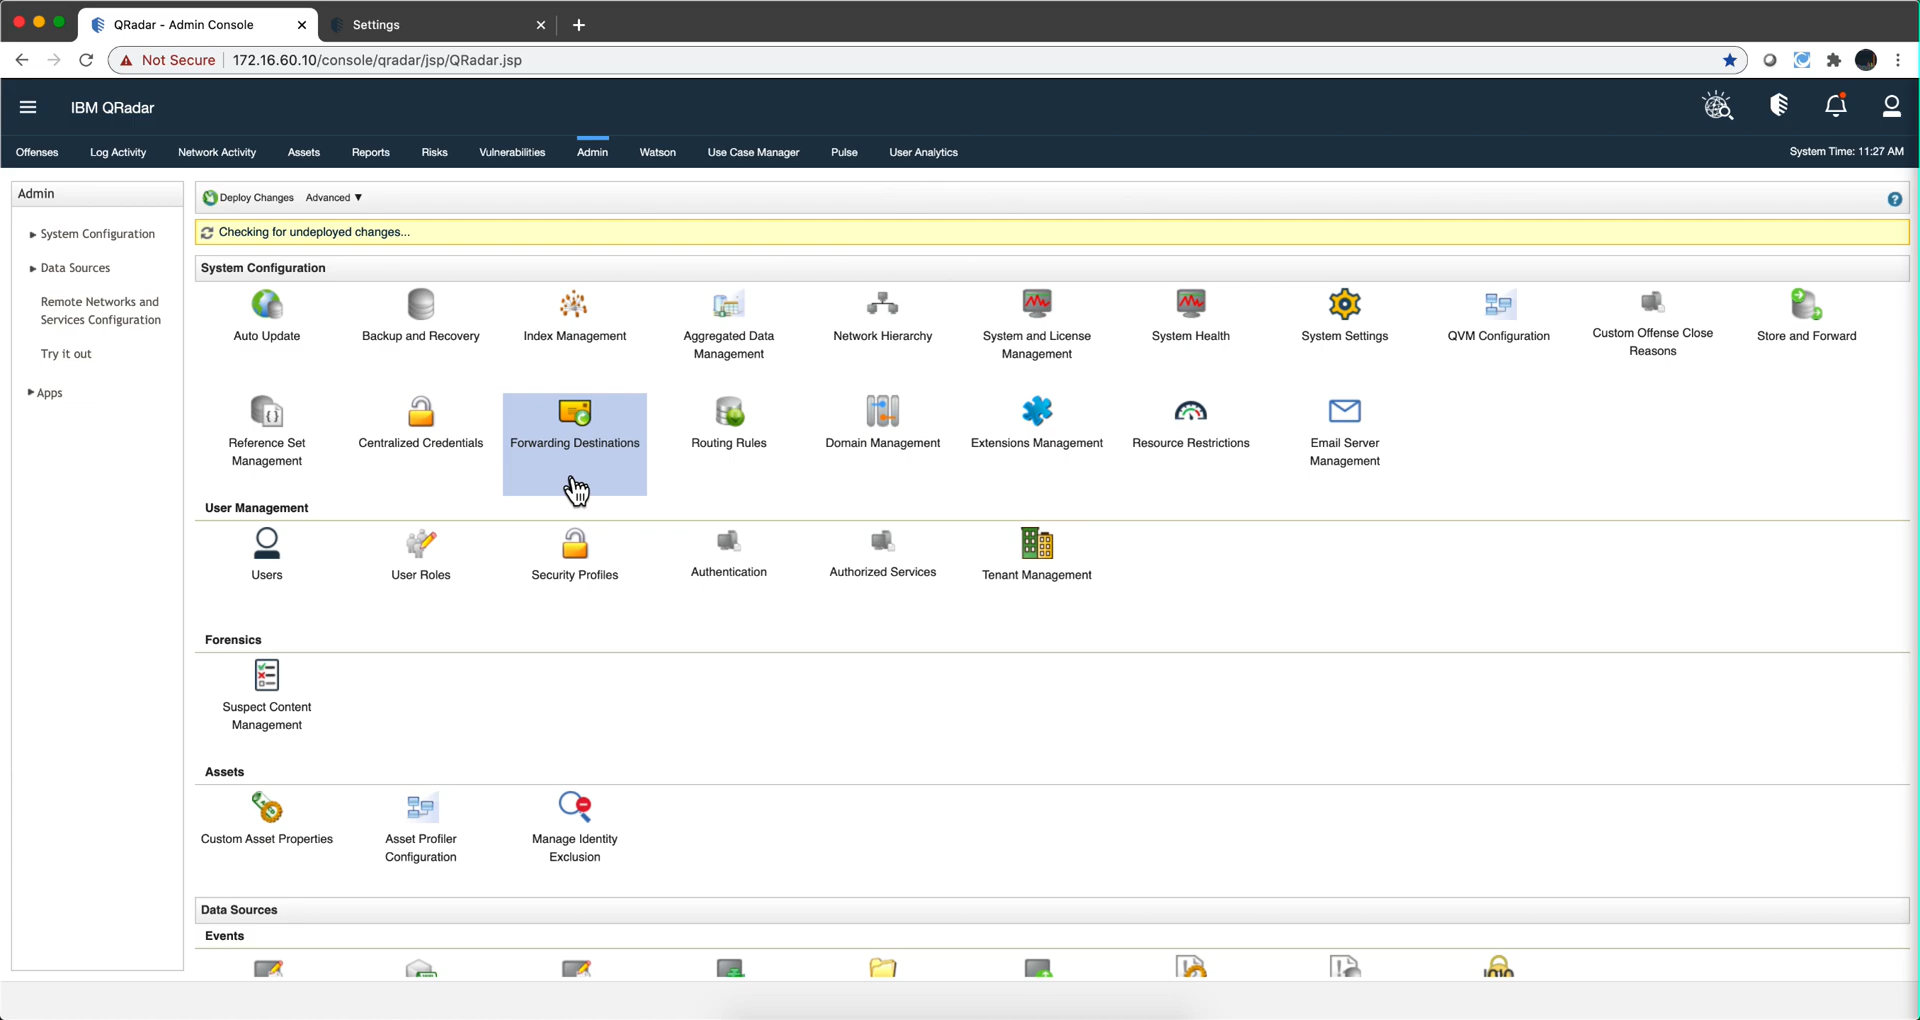 QRadar - Admin Console
Settings
Not Secure 172.16.60.10/console/qradar/jsp/QRadar.jsp
IBM QRadar
Offenses Log Activity Network Activity Assets Reports Risks Vulnerabilities Admin Watson Use Case Manager Pulse User Analytics System Time: 11:27 AM
Admin
System Configuration
Data Sources
Remote Networks and
Services Configuration
Try it out
Apps
Deploy Changes Advanced ▼
Checking for undeployed changes...
System Configuration
Auto Update
Backup and Recovery
Index Management
Aggregated Data
Management
Network Hierarchy
System and License
Management
System Health
System Settings
QVM Configuration
Custom Offense Close
Reasons
Store and Forward
Reference Set
Management
Centralized Credentials
Forwarding Destinations
Routing Rules
Domain Management
Extensions Management
Resource Restrictions
Email Server
Management
User Management
Users
User Roles
Security Profiles
Authentication
Authorized Services
Tenant Management
Forensics
Suspect Content
Management
Assets
Custom Asset Properties
Asset Profiler
Configuration
Manage Identity
Exclusion
Data Sources
Events